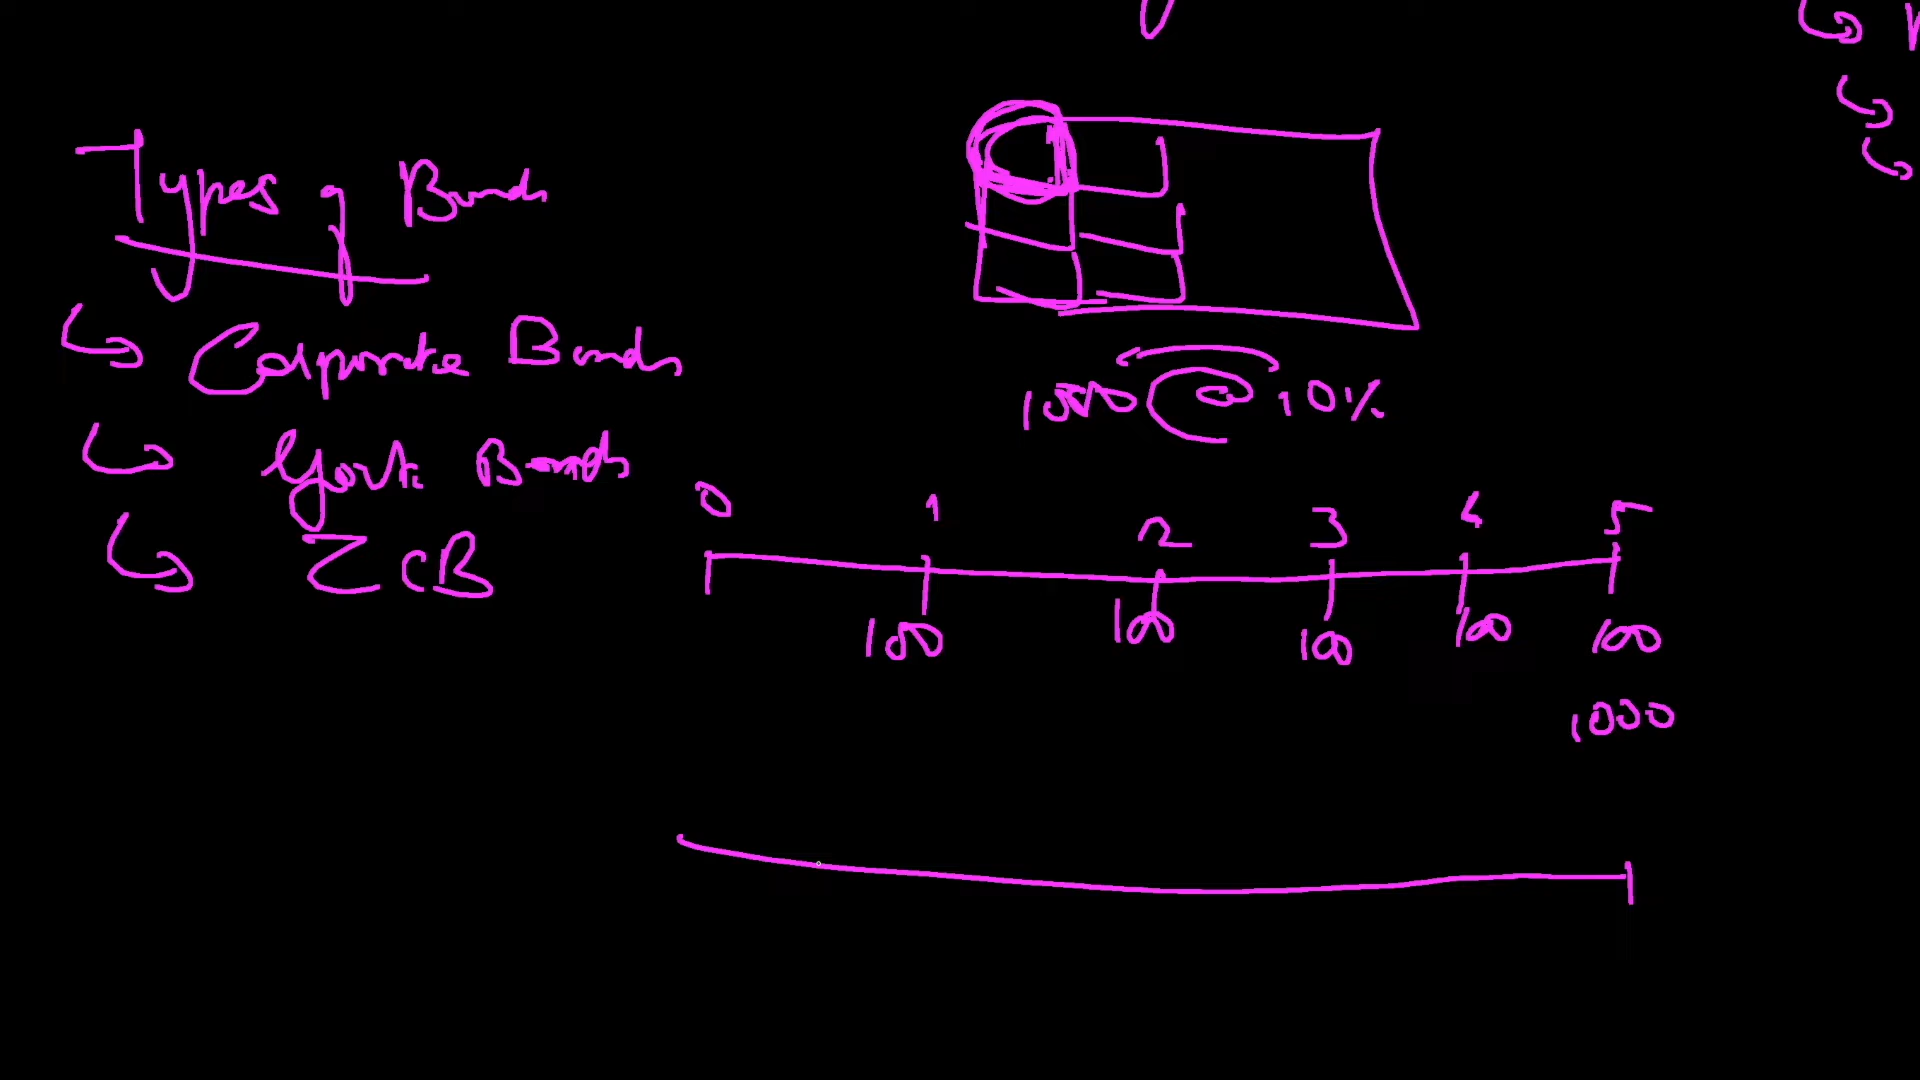 Types of Bonds
Corporate Bonds
Govt. Bonds
ZCB
1000 @ 10%
0 1 2 3 4 5
100 100 100 100 100
1000